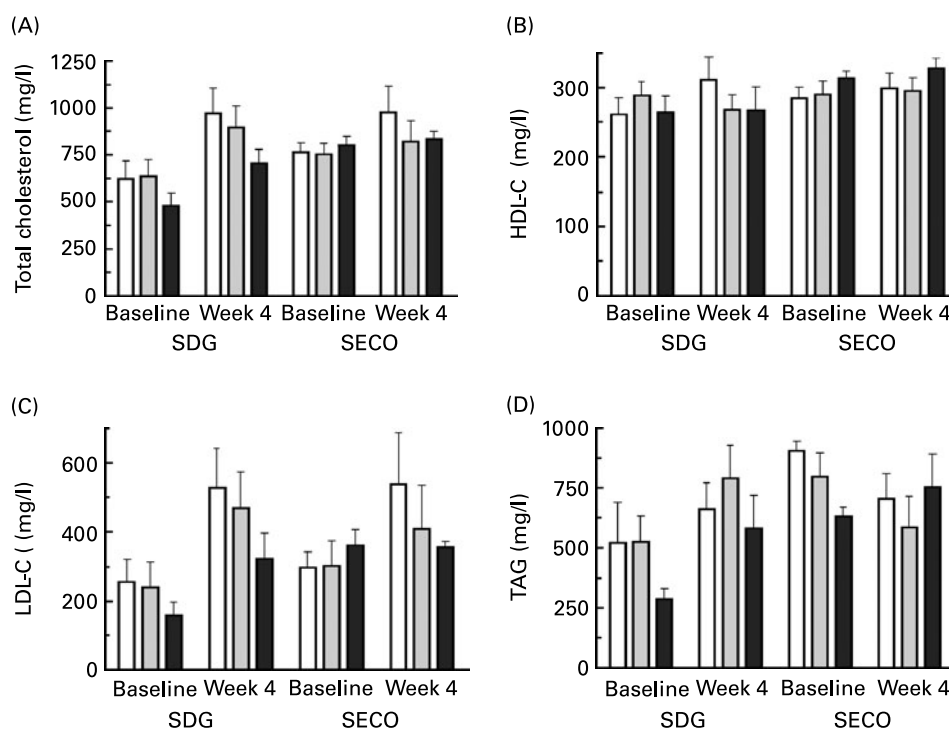 (A)
Total cholesterol (mg/l)
1250
1000
750
500
250
0
Baseline Week 4 Baseline Week 4
SDG SECO
(B)
HDL-C (mg/l)
300
200
100
0
Baseline Week 4 Baseline Week 4
SDG SECO
(C)
LDL-C ( (mg/l)
600
400
200
0
Baseline Week 4 Baseline Week 4
SDG SECO
(D)
TAG (mg/l)
1000
750
500
250
0
Baseline Week 4 Baseline Week 4
SDG SECO